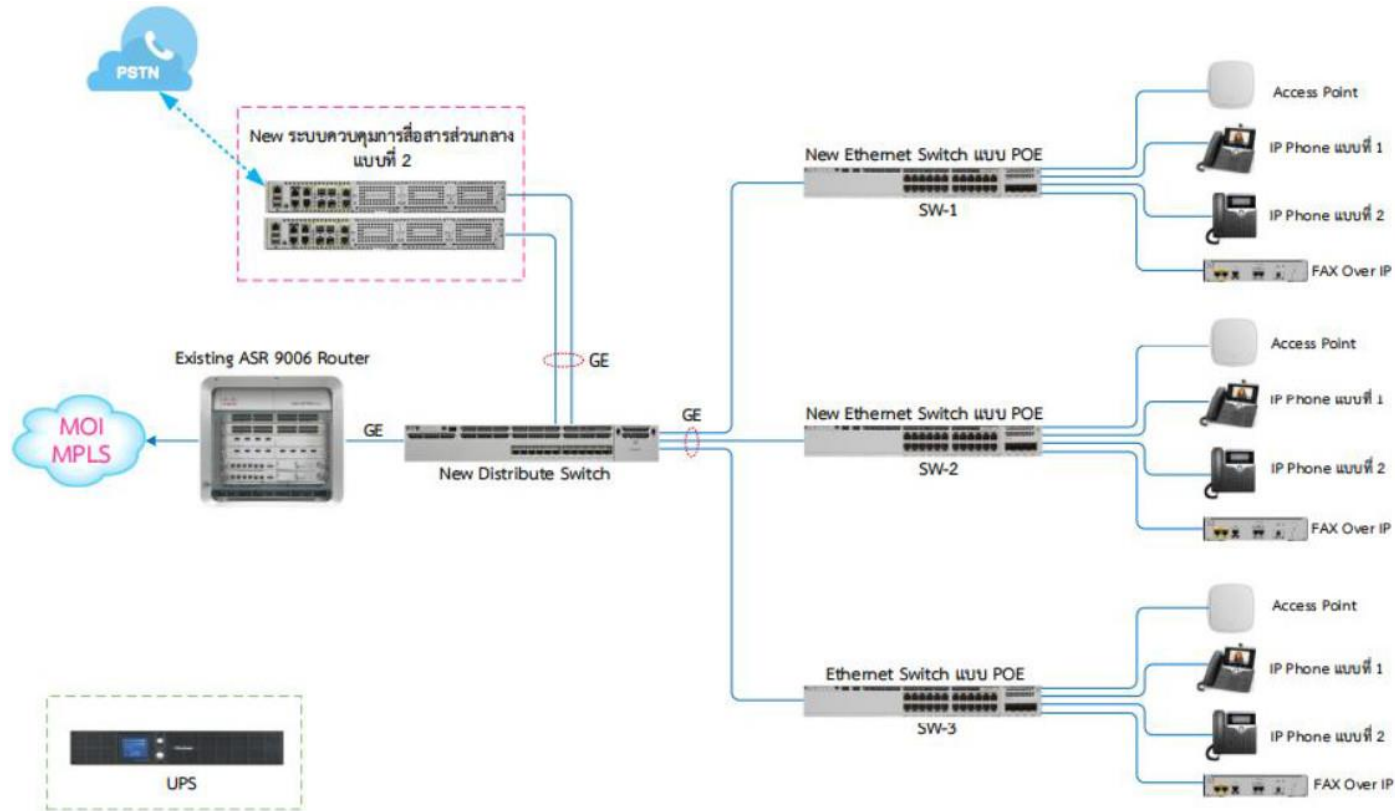 PSTN
New ระบบควบคุมการสื่อสารส่วนกลาง
แบบที่ 2
GE
Existing ASR 9006 Router
MOI
MPLS
GE
New Distribute Switch
GE
New Ethernet Switch แบบ POE
SW-1
Access Point
IP Phone แบบที่ 1
IP Phone แบบที่ 2
FAX Over IP
New Ethernet Switch แบบ POE
SW-2
Access Point
IP Phone แบบที่ 1
IP Phone แบบที่ 2
FAX Over IP
Ethernet Switch แบบ POE
SW-3
Access Point
IP Phone แบบที่ 1
IP Phone แบบที่ 2
FAX Over IP
UPS